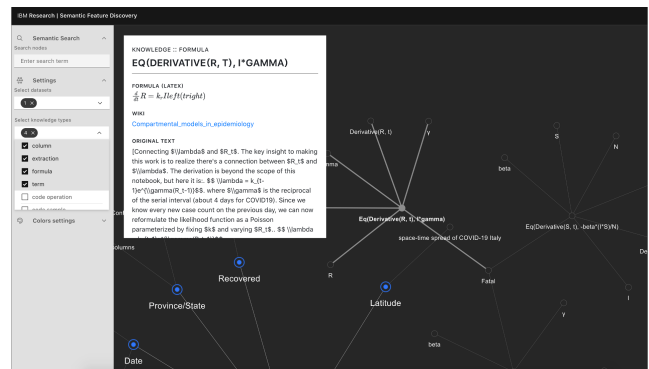 IBM Research | Semantic Feature Discovery
Semantic Search
Search nodes
Enter search term
Settings
Select datasets
1 ×
Select knowledge types
4 ×
column
extraction
formula
term
code operation
Colors settings
KNOWLEDGE :: FORMULA
EQ(DERIVATIVE(R, T), I*GAMMA)
FORMULA (LATEX)
d/dt R = k_r Ileft(tright)
WIKI
Compartmental_models_in_epidemiology
ORIGINAL TEXT
[Connecting $\\lambda$ and $R_t$. The key insight to making
this work is to realize there's a connection between $R_t$ and
$\\lambda$. The derivation is beyond the scope of this
notebook, but here it is:. $$ \\lambda = k_{t-
1}e^{\\gamma(R_t-1)}$$. where $\\gamma$ is the reciprocal
of the serial interval (about 4 days for COVID19). Since we
know every new case count on the previous day, we can now
reformulate the likelihood function as a Poisson
parameterized by fixing $k$ and varying $R_t$.. $$ \\lambda
Derivative(R, t)
γ
S
N
beta
Eq(Derivative(R, t), I*gamma)
Eq(Derivative(S, t), -beta*(I*S)/N)
space-time spread of COVID-19 Italy
olumns
De
Recovered
R
Fatal
Province/State
Latitude
I
γ
beta
Date